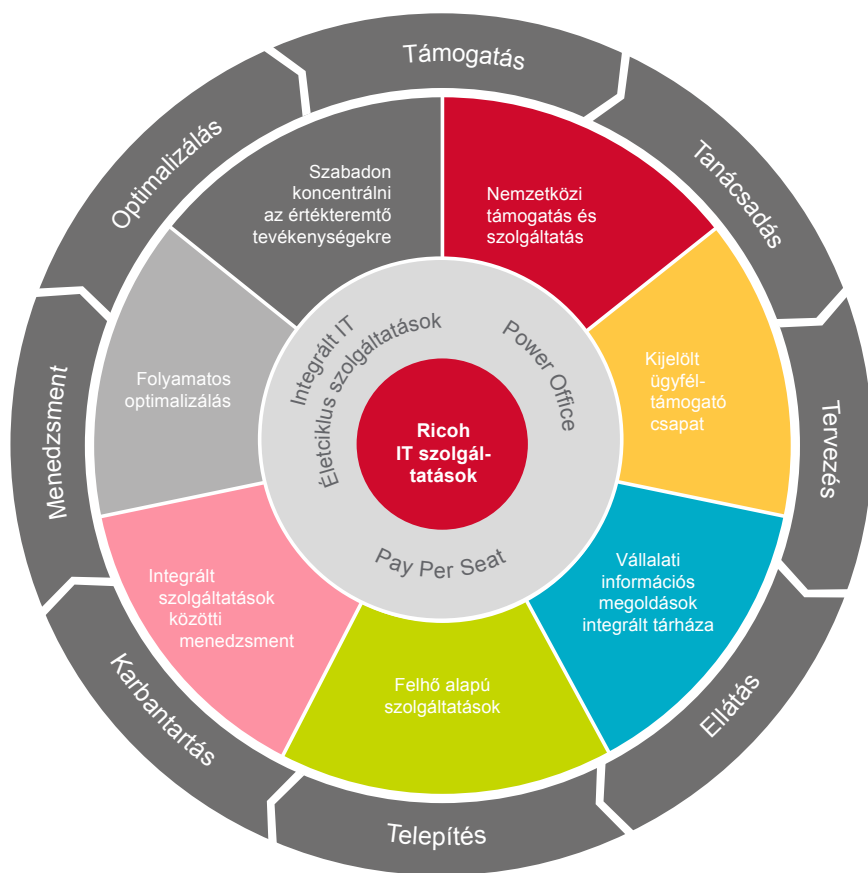 Támogatás
Tanácsadás
Tervezés
Ellátás
Telepítés
Karbantartás
Menedzsment
Optimalizálás
Szabadon
koncentrálni
az értékteremtő
tevékenységekre
Nemzetközi
támogatás és
szolgáltatás
Kijelölt
ügyfél-
támogató
csapat
Vállalati
információs
megoldások
integrált tárháza
Felhő alapú
szolgáltatások
Integrált
szolgáltatások
közötti
menedzsment
Folyamatos
optimalizálás
Integrált IT
Életciklus szolgáltatások
Power Office
Pay Per Seat
Ricoh
IT szolgál-
tatások